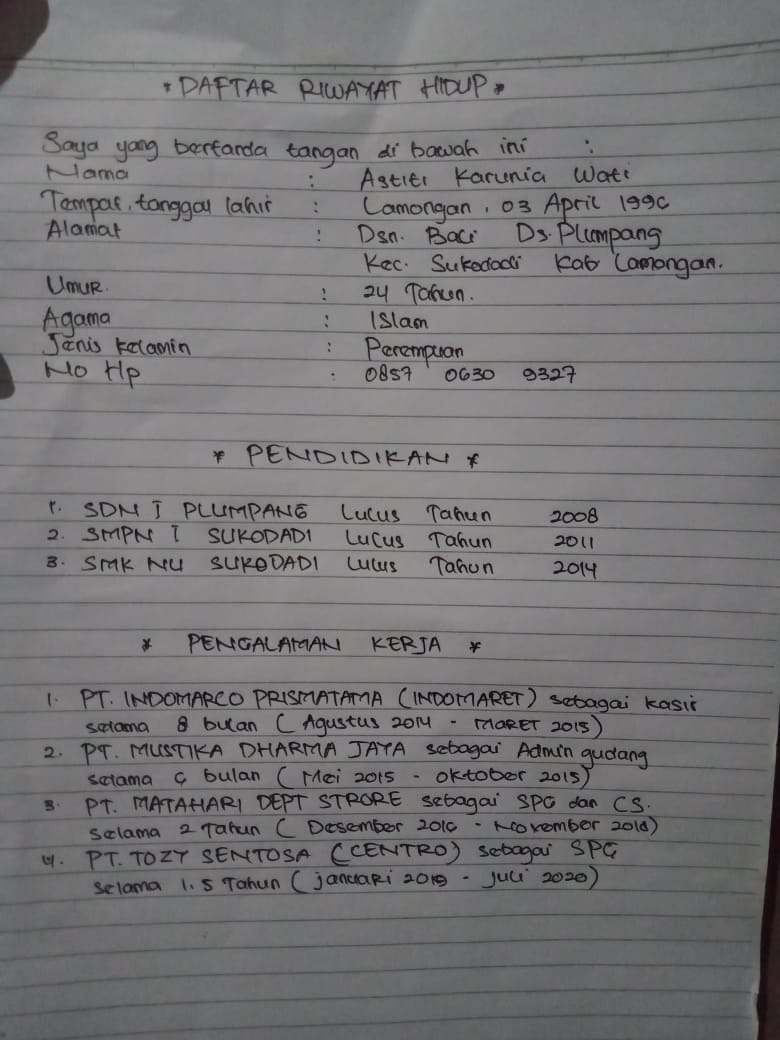 * DAFTAR RIWAYAT HIDUP *
Saya yang bertanda tangan di bawah ini :
Nama : Astiti Karunia Wati
Tempat, tanggal lahir : Lamongan, 03 April 1996
Alamat : Dsn. Baci Ds. Plumpang
Kec. Sukodadi Kab Lamongan.
Umur. : 24 Tahun.
Agama : Islam
Jenis kelamin : Perempuan
No Hp : 0857 0630 9327
* PENDIDIKAN *
1. SDN I PLUMPANG Lulus Tahun 2008
2. SMPN I SUKODADI Lulus Tahun 2011
3. SMK NU SUKODADI Lulus Tahun 2014
* PENGALAMAN KERJA *
1. PT. INDOMARCO PRISMATAMA (INDOMARET) sebagai kasir
selama 8 bulan ( Agustus 2014 - MARET 2015)
2. PT. MUSTIKA DHARMA JAYA sebagai Admin gudang
selama 6 bulan ( Mei 2015 - oktober 2015)
3. PT. MATAHARI DEPT STRORE sebagai SPG dan CS.
Selama 2 Tahun ( Desember 2016 - November 2018)
4. PT. TOZY SENTOSA (CENTRO) sebagai SPG
selama 1.5 Tahun ( januari 2019 - juli 2020)